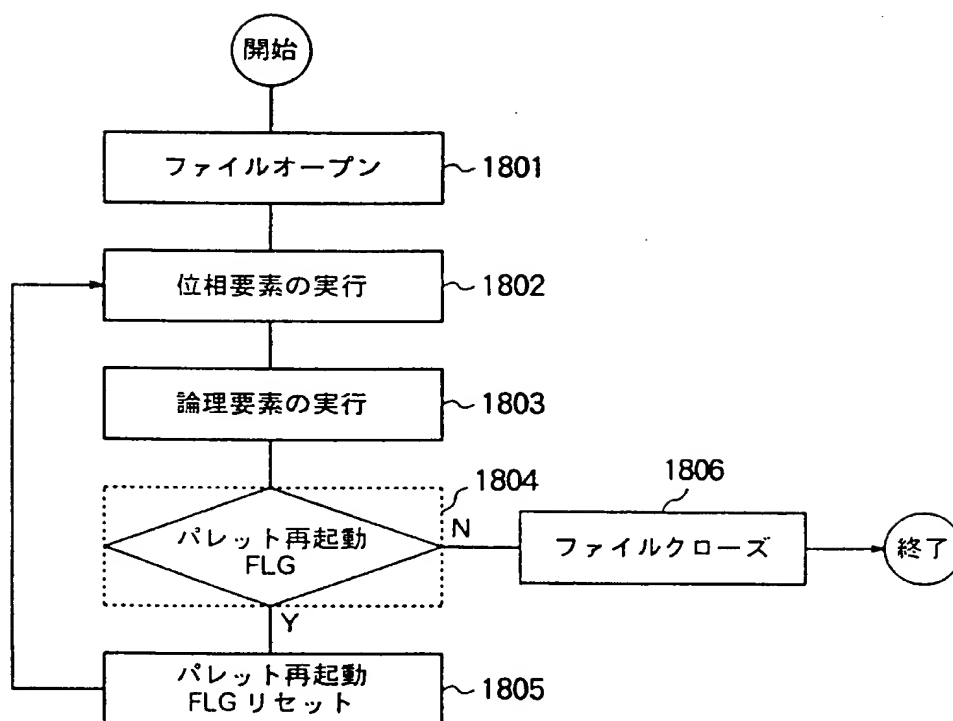 開始
ファイルオープン
1801
位相要素の実行
1802
論理要素の実行
1803
1804
パレット再起動
FLG
N
Y
1806
ファイルクローズ
終了
パレット再起動
FLG リセット
1805